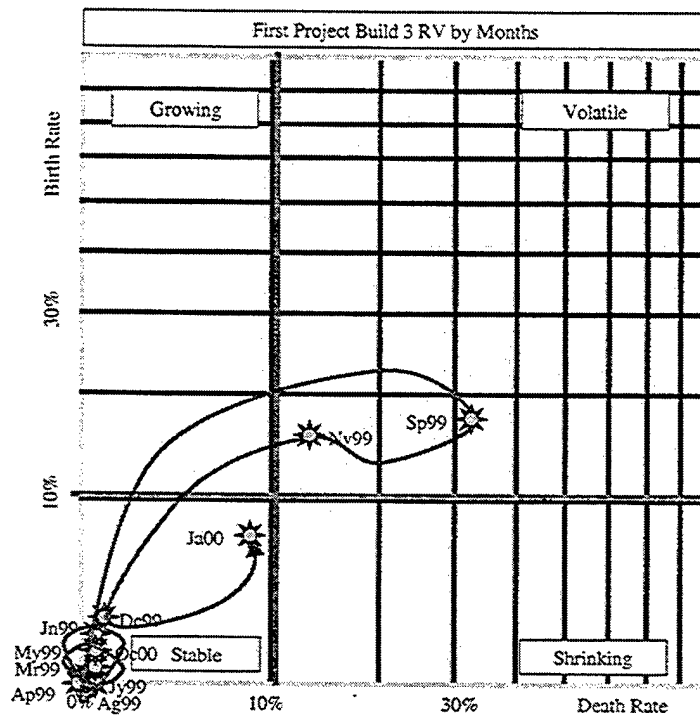 First Project Build 3 RV by Months
Growing
Volatile
Birth Rate
30%
Sp99
Nv99
10%
Ja00
Dc99
Jn99
My99
Oc00
Stable
Shrinking
Mr99
Jy99
Ap99
0%
Ag99
10%
30%
Death Rate